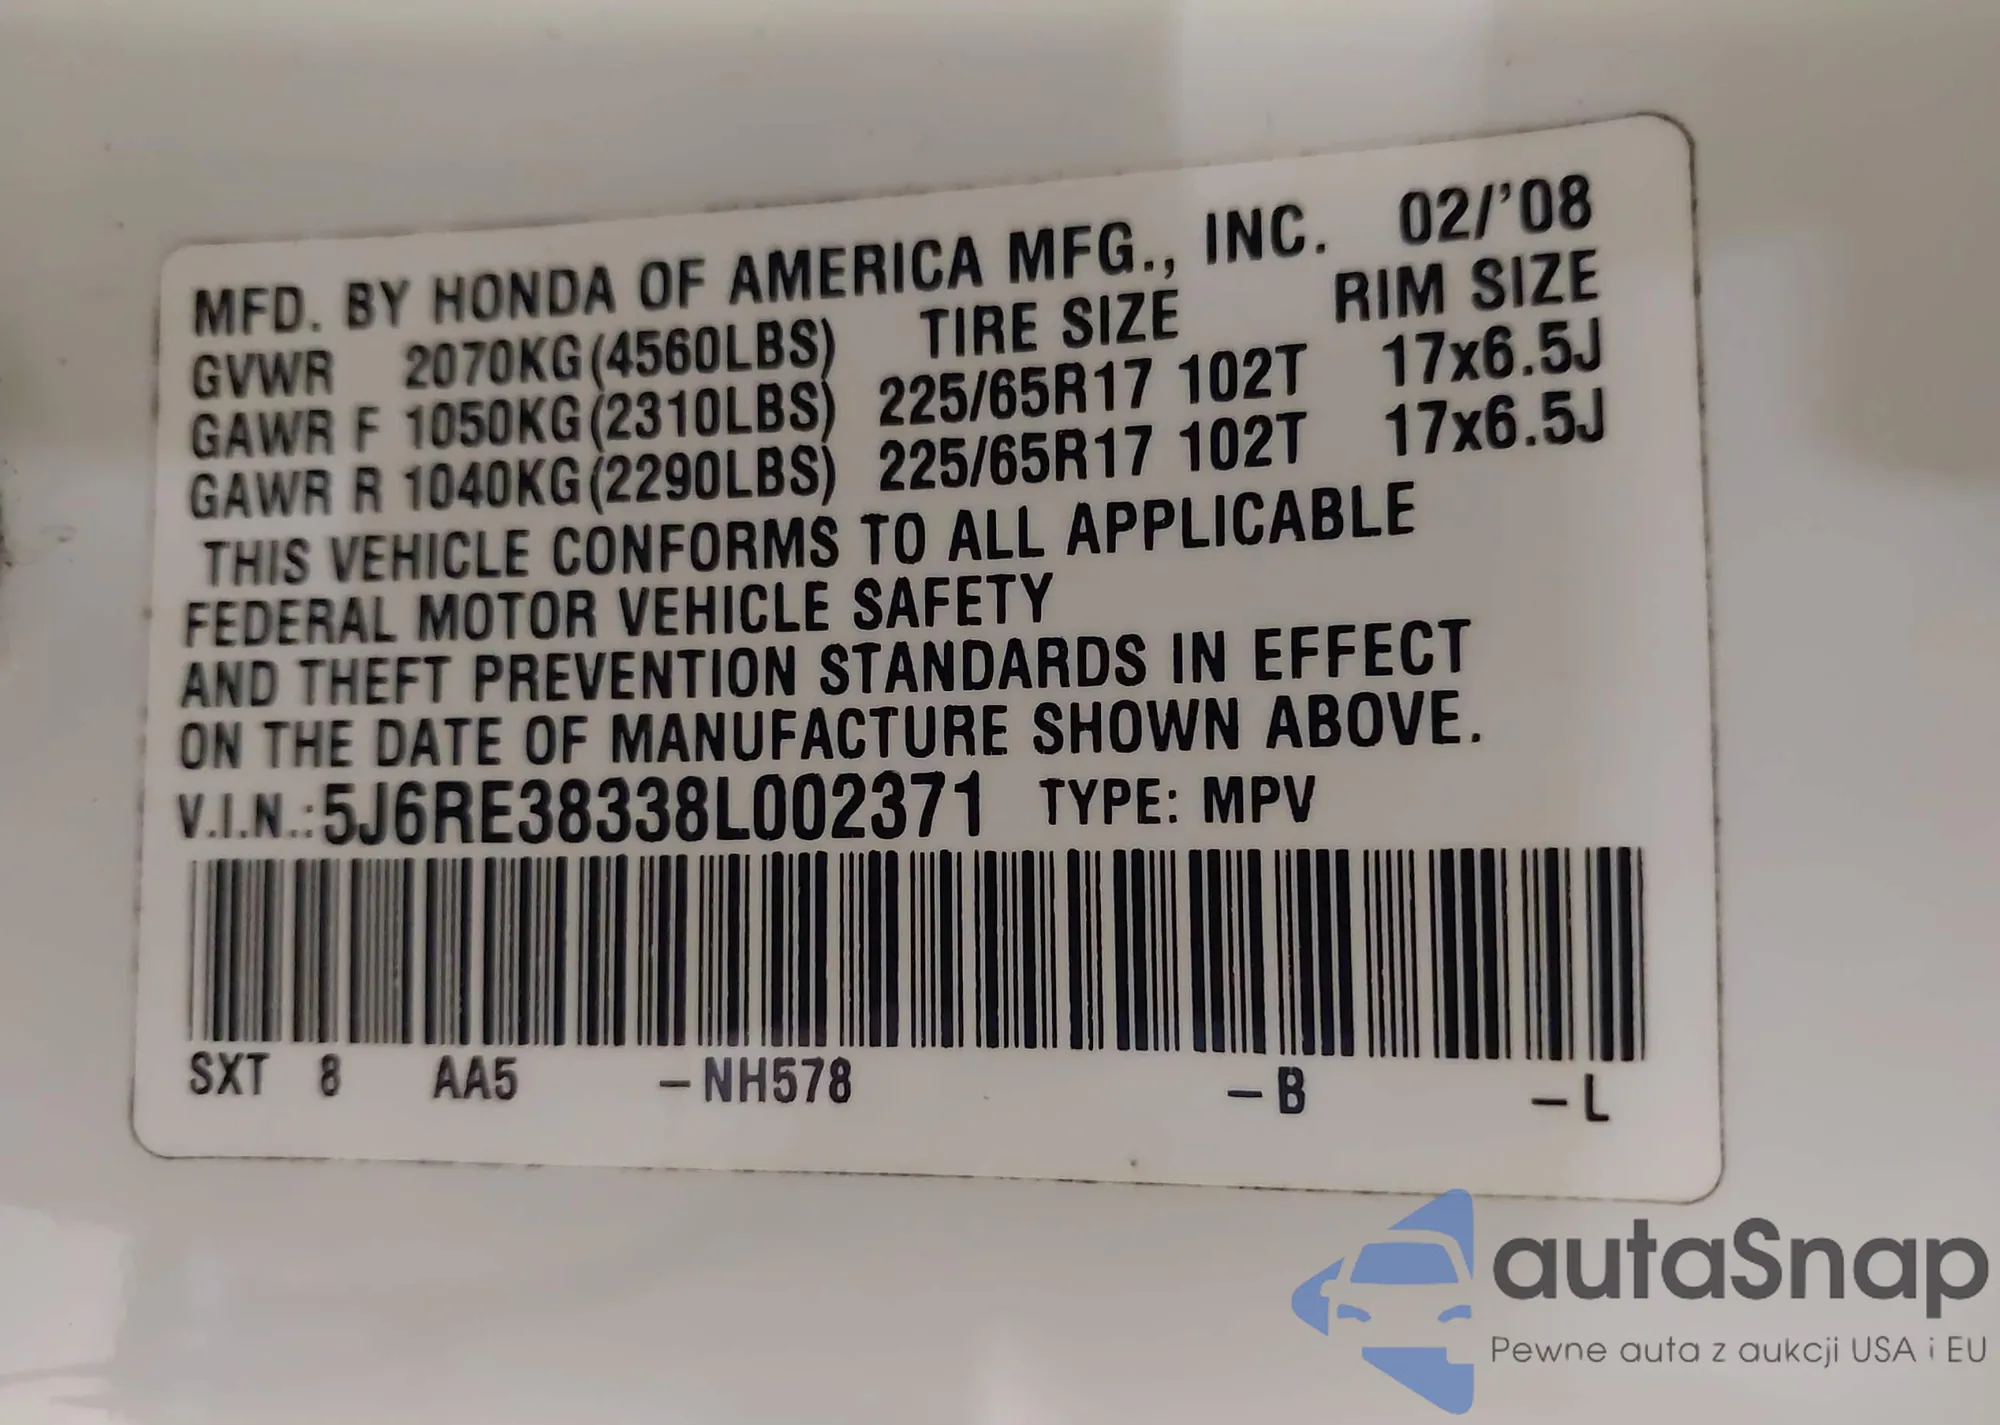 MFD. BY HONDA OF AMERICA MFG., INC. 02/'08
GVWR 2070KG(4560LBS) TIRE SIZE RIM SIZE
GAWR F 1050KG(2310LBS) 225/65R17 102T 17x6.5J
GAWR R 1040KG(2290LBS) 225/65R17 102T 17x6.5J
THIS VEHICLE CONFORMS TO ALL APPLICABLE
FEDERAL MOTOR VEHICLE SAFETY
AND THEFT PREVENTION STANDARDS IN EFFECT
ON THE DATE OF MANUFACTURE SHOWN ABOVE.
V.I.N.:5J6RE38338L002371 TYPE: MPV
SXT 8 AA5 –NH578 –B –L
autaSnap
Pewne auta z aukcji USA i EU